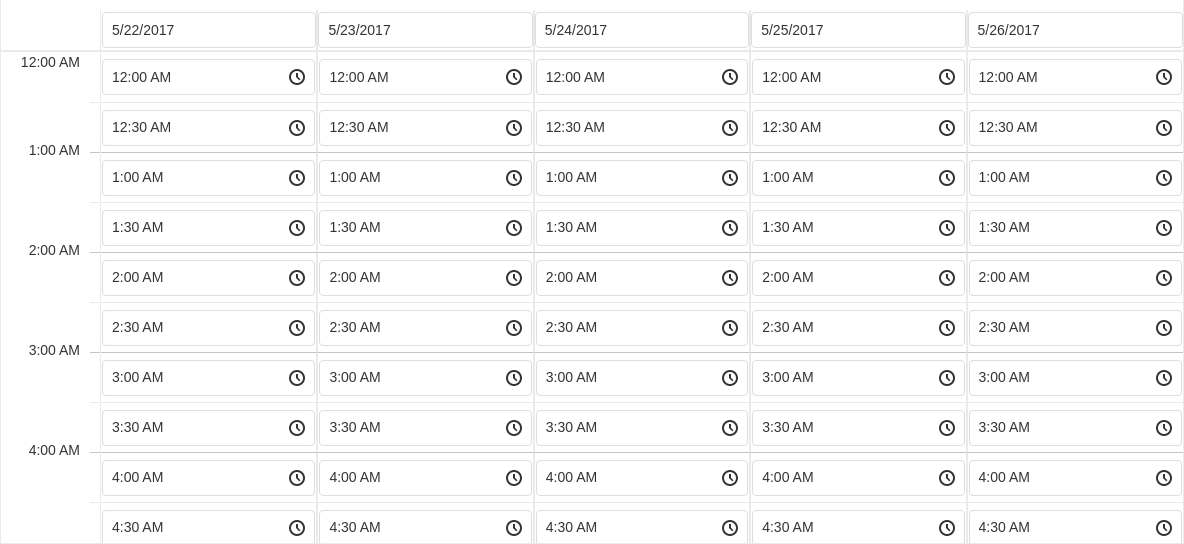 5/22/2017 5/23/2017 5/24/2017 5/25/2017 5/26/2017
12:00 AM
12:00 AM 12:00 AM 12:00 AM 12:00 AM 12:00 AM
12:30 AM 12:30 AM 12:30 AM 12:30 AM 12:30 AM
1:00 AM
1:00 AM 1:00 AM 1:00 AM 1:00 AM 1:00 AM
1:30 AM 1:30 AM 1:30 AM 1:30 AM 1:30 AM
2:00 AM
2:00 AM 2:00 AM 2:00 AM 2:00 AM 2:00 AM
2:30 AM 2:30 AM 2:30 AM 2:30 AM 2:30 AM
3:00 AM
3:00 AM 3:00 AM 3:00 AM 3:00 AM 3:00 AM
3:30 AM 3:30 AM 3:30 AM 3:30 AM 3:30 AM
4:00 AM
4:00 AM 4:00 AM 4:00 AM 4:00 AM 4:00 AM
4:30 AM 4:30 AM 4:30 AM 4:30 AM 4:30 AM